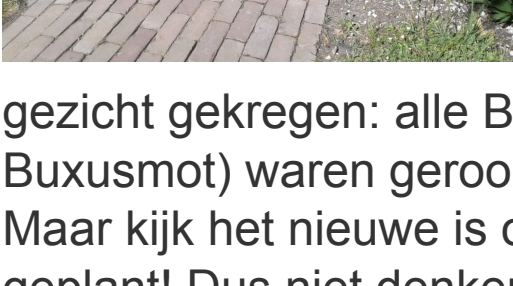 gezicht gekregen: alle B
Buxusmot) waren geroo
Maar kijk het nieuwe is
geplant! Dus niet denke